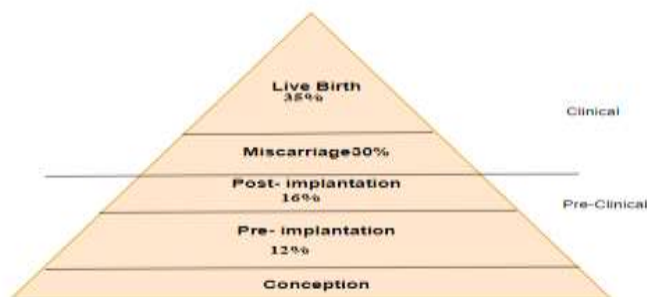 Live Birth
35%
Clinical
Miscarriage30%
Post- implantation
16%
Pre-Clinical
Pre- implantation
12%
Conception